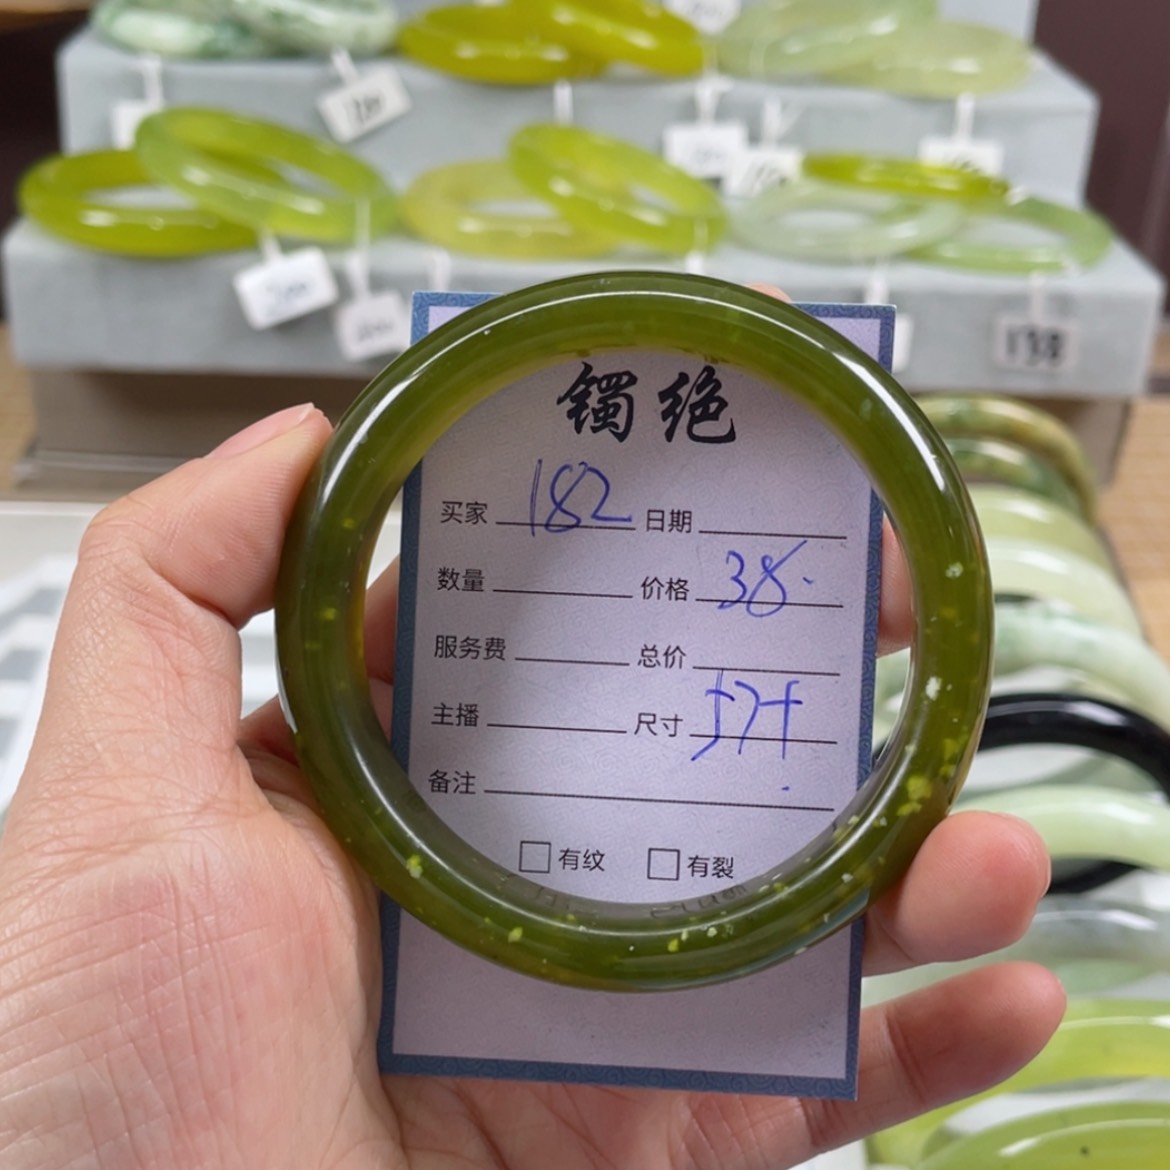 镯绝
买家 182 日期
数量 价格 38.
服务费 总价
主播 尺寸 57+
备注
有纹 有裂
138